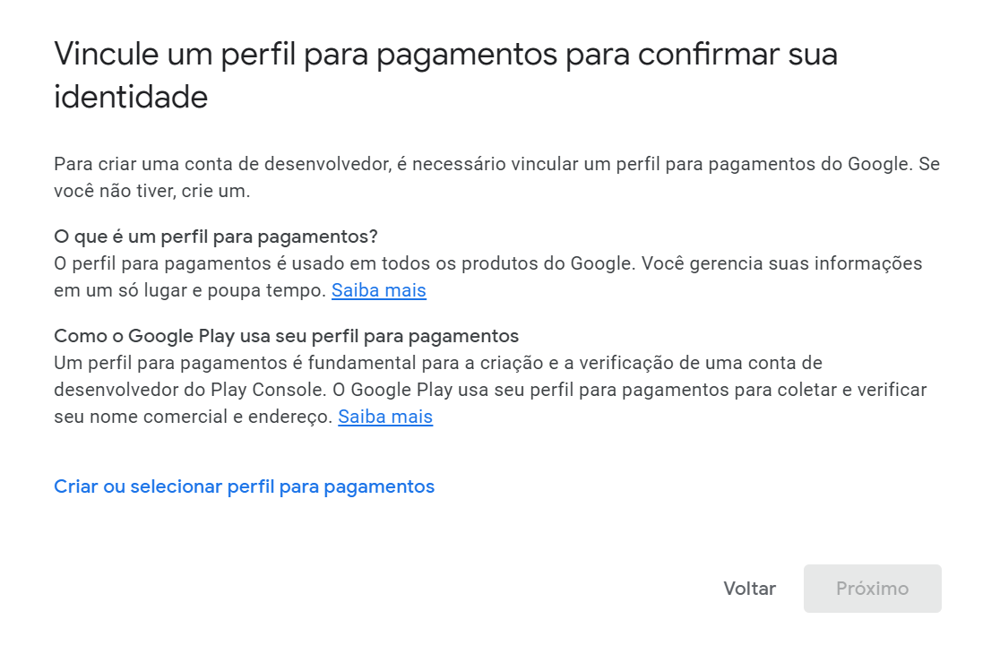 Vincule um perfil para pagamentos para confirmar sua
identidade
Para criar uma conta de desenvolvedor, é necessário vincular um perfil para pagamentos do Google. Se
você não tiver, crie um.
O que é um perfil para pagamentos?
O perfil para pagamentos é usado em todos os produtos do Google. Você gerencia suas informações
em um só lugar e poupa tempo. Saiba mais
Como o Google Play usa seu perfil para pagamentos
Um perfil para pagamentos é fundamental para a criação e a verificação de uma conta de
desenvolvedor do Play Console. O Google Play usa seu perfil para pagamentos para coletar e verificar
seu nome comercial e endereço. Saiba mais
Criar ou selecionar perfil para pagamentos
Voltar Próximo